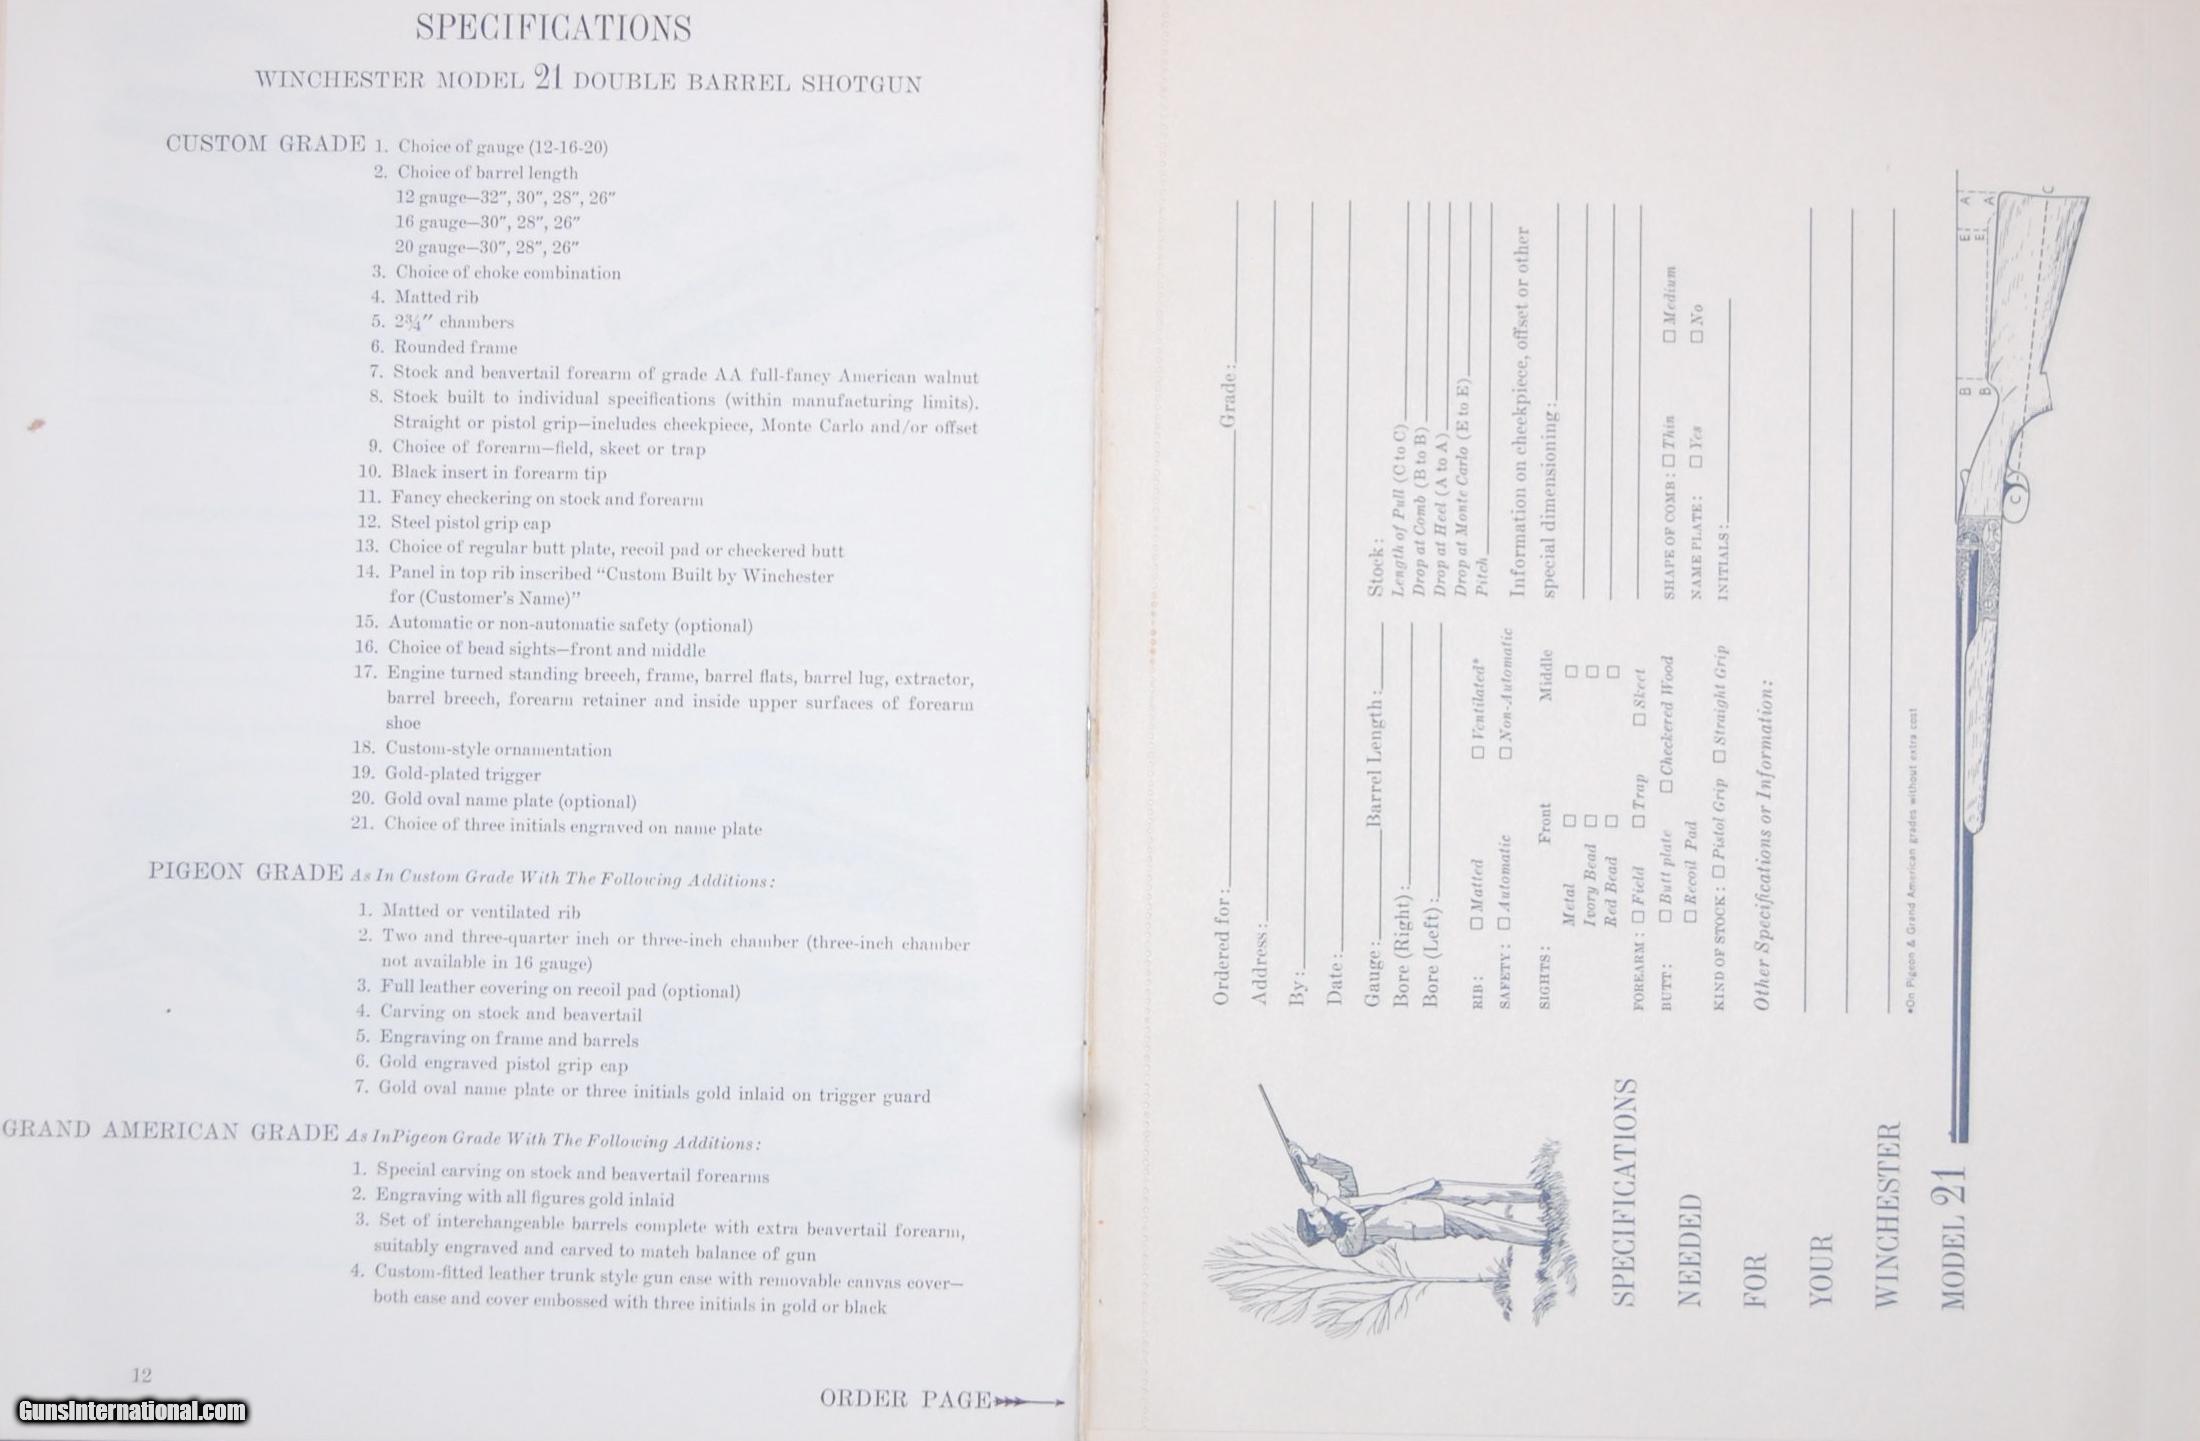 SPECIFICATIONS
WINCHESTER MODEL 21 DOUBLE BARREL SHOTGUN
CUSTOM GRADE 1. Choice of gauge (12-16-20)
2. Choice of barrel length
12 gauge—32", 30", 28", 26"
16 gauge—30", 28", 26"
20 gauge—30", 28", 26"
3. Choice of choke combination
4. Matted rib
5. 2¾" chambers
6. Rounded frame
7. Stock and beavertail forearm of grade AA full-fancy American walnut
8. Stock built to individual specifications (within manufacturing limits).
Straight or pistol grip—includes cheekpiece, Monte Carlo and/or offset
9. Choice of forearm—field, skeet or trap
10. Black insert in forearm tip
11. Fancy checkering on stock and forearm
12. Steel pistol grip cap
13. Choice of regular butt plate, recoil pad or checkered butt
14. Panel in top rib inscribed “Custom Built by Winchester
for (Customer's Name)”
15. Automatic or non-automatic safety (optional)
16. Choice of bead sights—front and middle
17. Engine turned standing breech, frame, barrel flats, barrel lug, extractor,
barrel breech, forearm retainer and inside upper surfaces of forearm
shoe
18. Custom-style ornamentation
19. Gold-plated trigger
20. Gold oval name plate (optional)
21. Choice of three initials engraved on name plate
PIGEON GRADE As In Custom Grade With The Following Additions:
1. Matted or ventilated rib
2. Two and three-quarter inch or three-inch chamber (three-inch chamber
not available in 16 gauge)
3. Full leather covering on recoil pad (optional)
4. Carving on stock and beavertail
5. Engraving on frame and barrels
6. Gold engraved pistol grip cap
7. Gold oval name plate or three initials gold inlaid on trigger guard
GRAND AMERICAN GRADE As InPigeon Grade With The Following Additions:
1. Special carving on stock and beavertail forearms
2. Engraving with all figures gold inlaid
3. Set of interchangeable barrels complete with extra beavertail forearm,
suitably engraved and carved to match balance of gun
4. Custom-fitted leather trunk style gun case with removable canvas cover—
both case and cover embossed with three initials in gold or black
12
ORDER PAGE
GunsInternational.com
SPECIFICATIONS
NEEDED
FOR
YOUR
WINCHESTER
MODEL 21
Ordered for: Grade:
Address:
By:
Date:
Gauge: Barrel Length:
Bore (Right):
Bore (Left):
RIB: Matted Ventilated*
SAFETY: Automatic Non-Automatic
SIGHTS: Front Middle
Metal
Ivory Bead
Red Bead
FOREARM: Field Trap Skeet
BUTT: Butt plate Checkered Wood
Recoil Pad
KIND OF STOCK: Pistol Grip Straight Grip
Stock:
Length of Pull (C to C)
Drop at Comb (B to B)
Drop at Heel (A to A)
Drop at Monte Carlo (E to E)
Pitch
Information on cheekpiece, offset or other
special dimensioning:
SHAPE OF COMB: Thin Medium
NAME PLATE: Yes No
INITIALS:
Other Specifications or Information:
*On Pigeon & Grand American grades without extra cost
B E A
B E A
C C